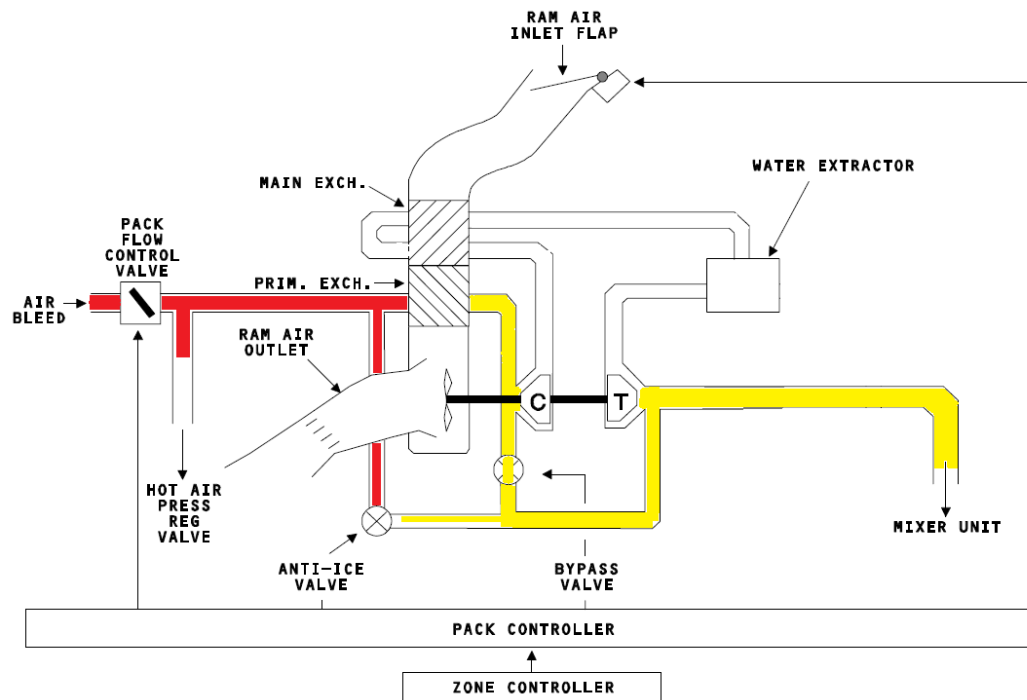 RAM AIR
INLET FLAP
WATER EXTRACTOR
MAIN EXCH.
PACK
FLOW
CONTROL
VALVE
PRIM. EXCH.
AIR
BLEED
RAM AIR
OUTLET
C
T
HOT AIR
PRESS
REG
VALVE
MIXER UNIT
ANTI-ICE
VALVE
BYPASS
VALVE
PACK CONTROLLER
ZONE CONTROLLER